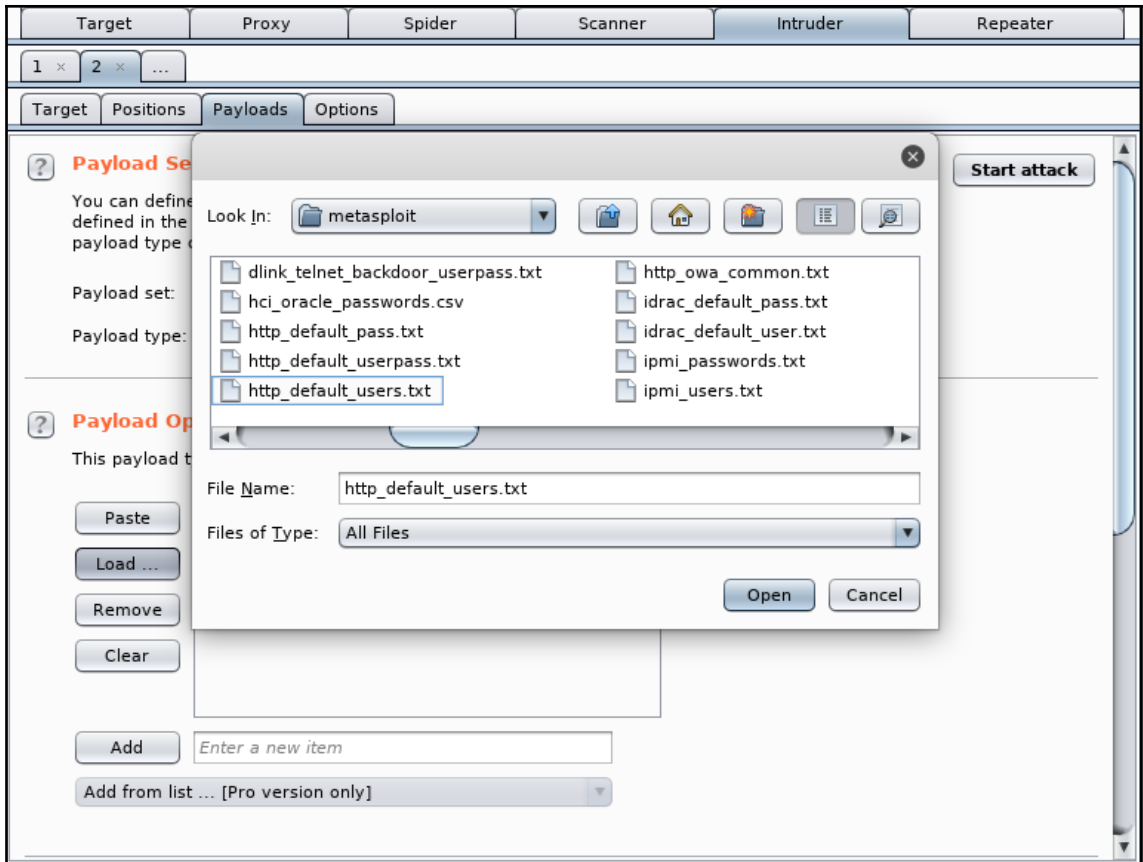 Target Proxy Spider Scanner Intruder Repeater
1 × 2 × ...
Target Positions Payloads Options
? Payload Se
Start attack
You can define
defined in the
payload type
Look In: metasploit
dlink_telnet_backdoor_userpass.txt http_owa_common.txt
hci_oracle_passwords.csv idrac_default_pass.txt
http_default_pass.txt idrac_default_user.txt
http_default_userpass.txt ipmi_passwords.txt
http_default_users.txt ipmi_users.txt
Payload set:
Payload type:
? Payload Op
This payload t
File Name: http_default_users.txt
Files of Type: All Files
Open Cancel
Paste
Load ...
Remove
Clear
Add Enter a new item
Add from list ... [Pro version only]